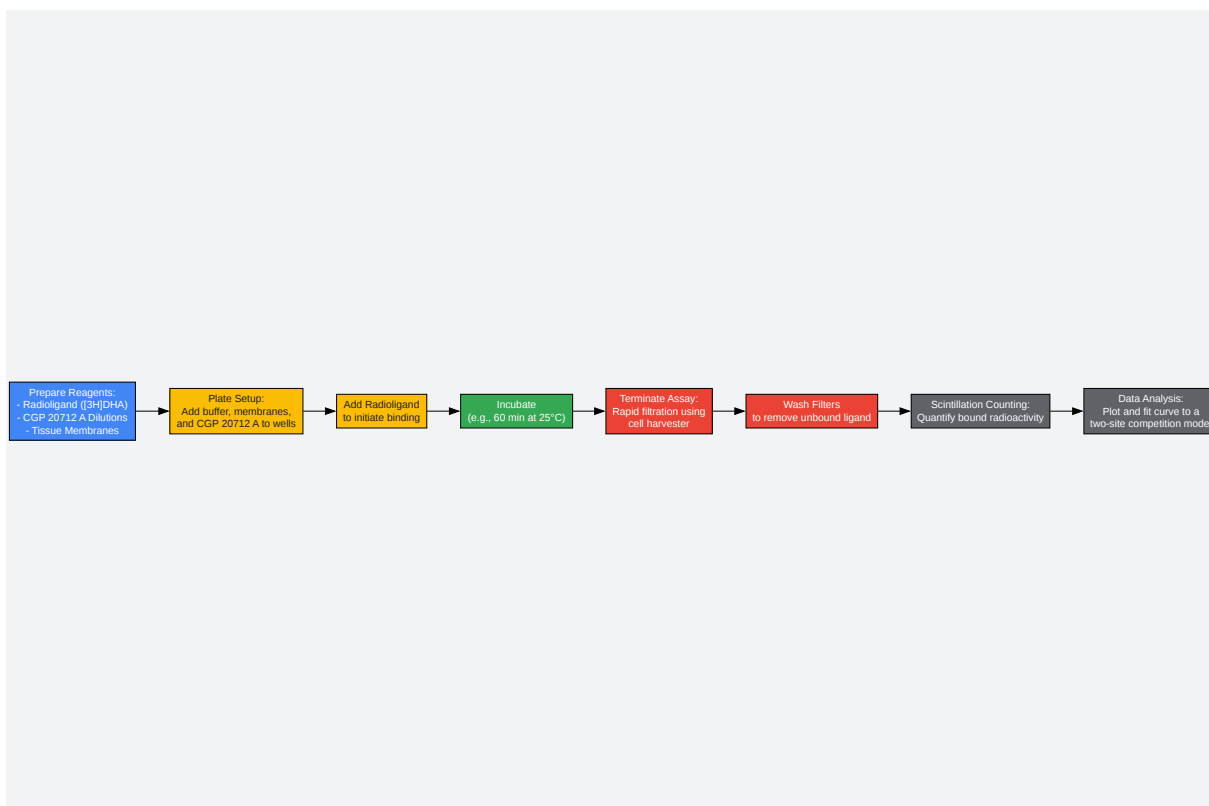 Prepare Reagents:
- Radioligand ([3H]DHA)
- CGP 20712 A Dilutions
- Tissue Membranes
Plate Setup:
Add buffer, membranes,
and CGP 20712 A to wells
Add Radioligand
to initiate binding
Incubate
(e.g., 60 min at 25°C)
Terminate Assay:
Rapid filtration using
cell harvester
Wash Filters
to remove unbound ligand
Scintillation Counting:
Quantify bound radioactivity
Data Analysis:
Plot and fit curve to a
two-site competition mode